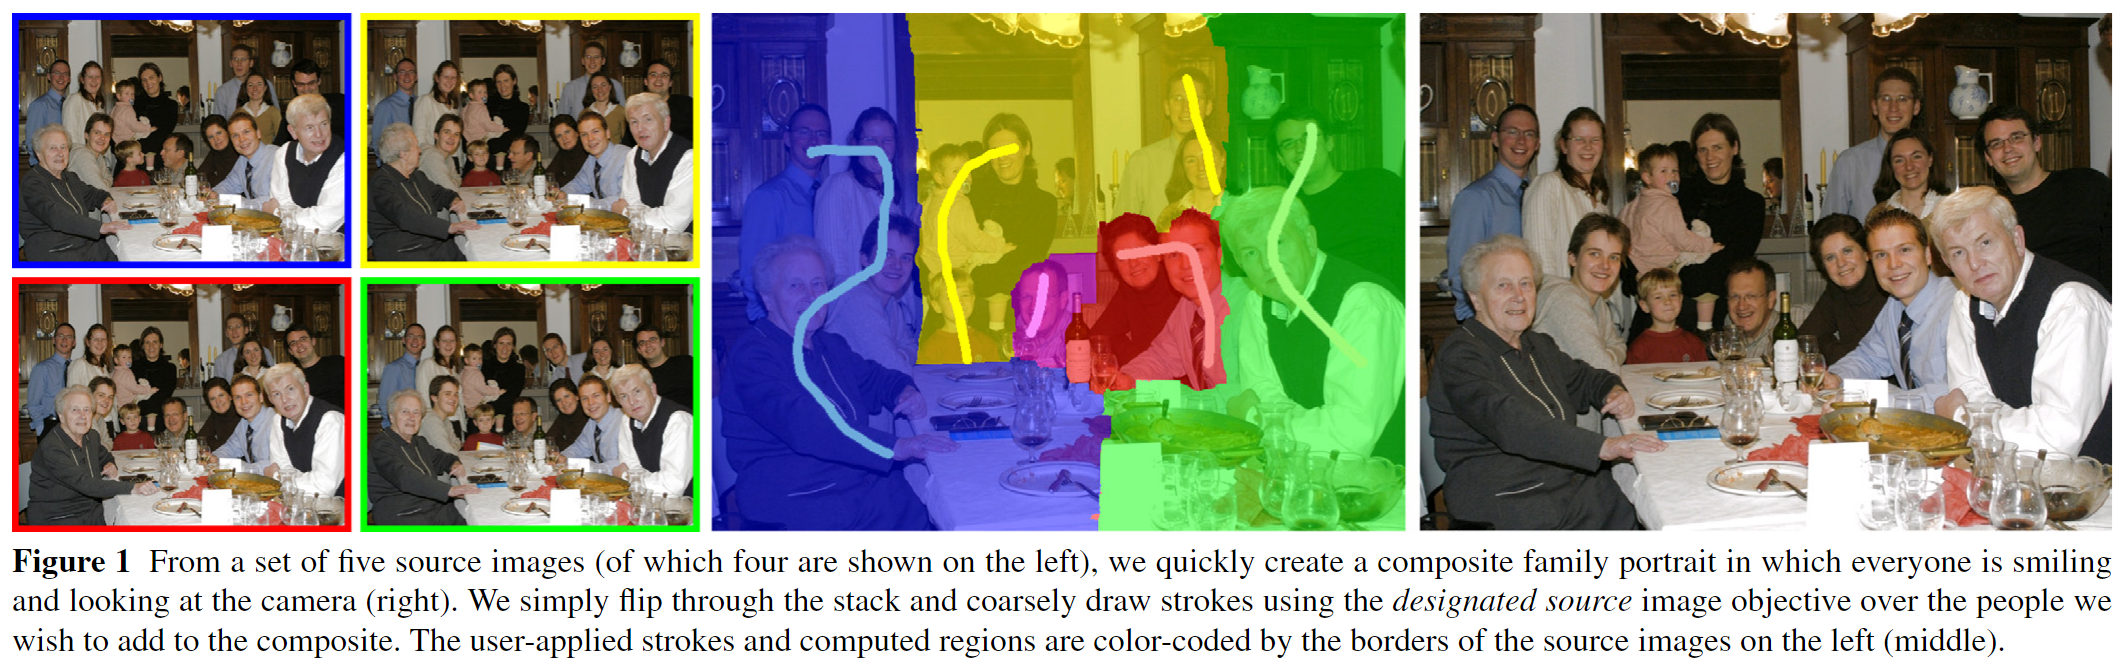 Figure 1 From a set of five source images (of which four are shown on the left), we quickly create a composite family portrait in which everyone is smiling
and looking at the camera (right). We simply flip through the stack and coarsely draw strokes using the designated source image objective over the people we
wish to add to the composite. The user-applied strokes and computed regions are color-coded by the borders of the source images on the left (middle).